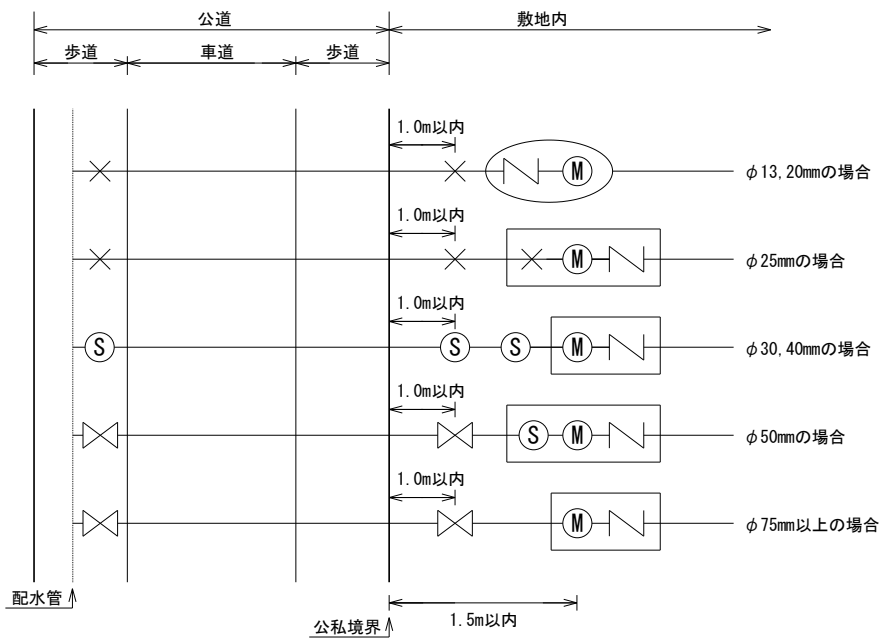 公道
敷地内
歩道
車道
歩道
1.0m以内
M
φ13,20mmの場合
1.0m以内
M
φ25mmの場合
1.0m以内
S
S
S
M
φ30,40mmの場合
1.0m以内
S
M
φ50mmの場合
1.0m以内
M
φ75mm以上の場合
配水管
公私境界
1.5m以内